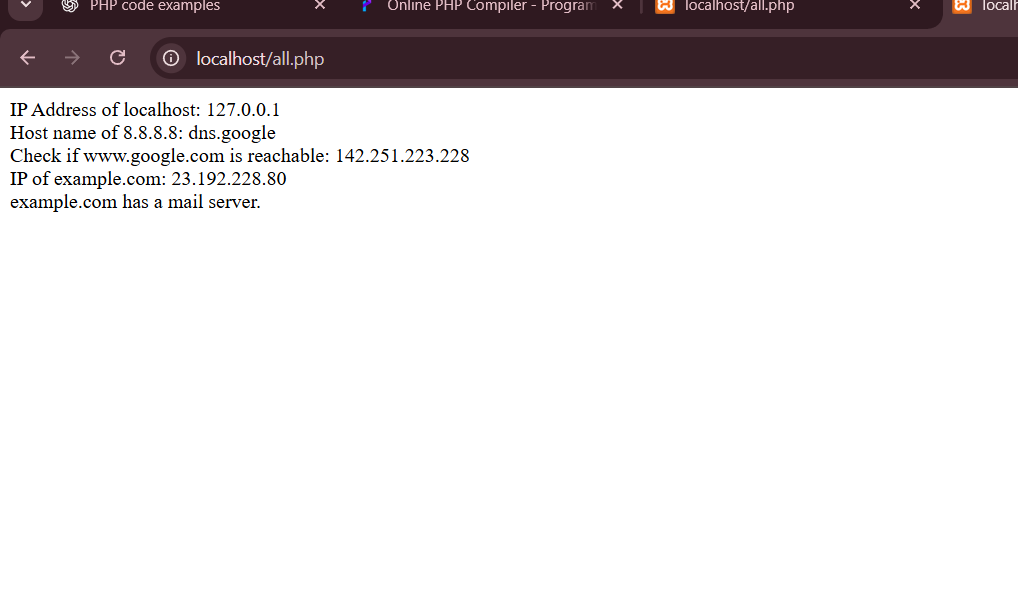 PHP code examples
Online PHP Compiler - Program
localhost/all.php
localh
localhost/all.php
IP Address of localhost: 127.0.0.1
Host name of 8.8.8.8: dns.google
Check if www.google.com is reachable: 142.251.223.228
IP of example.com: 23.192.228.80
example.com has a mail server.